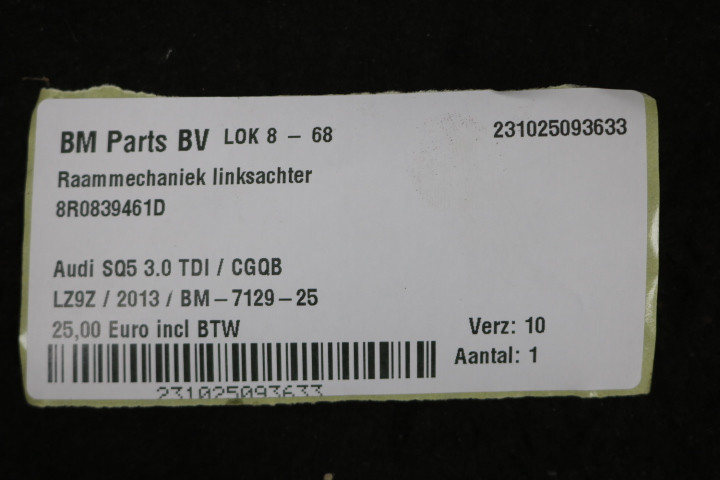 BM Parts BV LOK 8 – 68 231025093633
Raammechaniek linksachter
8R0839461D
Audi SQ5 3.0 TDI / CGQB
LZ9Z / 2013 / BM–7129–25
25,00 Euro incl BTW Verz: 10
Aantal: 1
231025093633